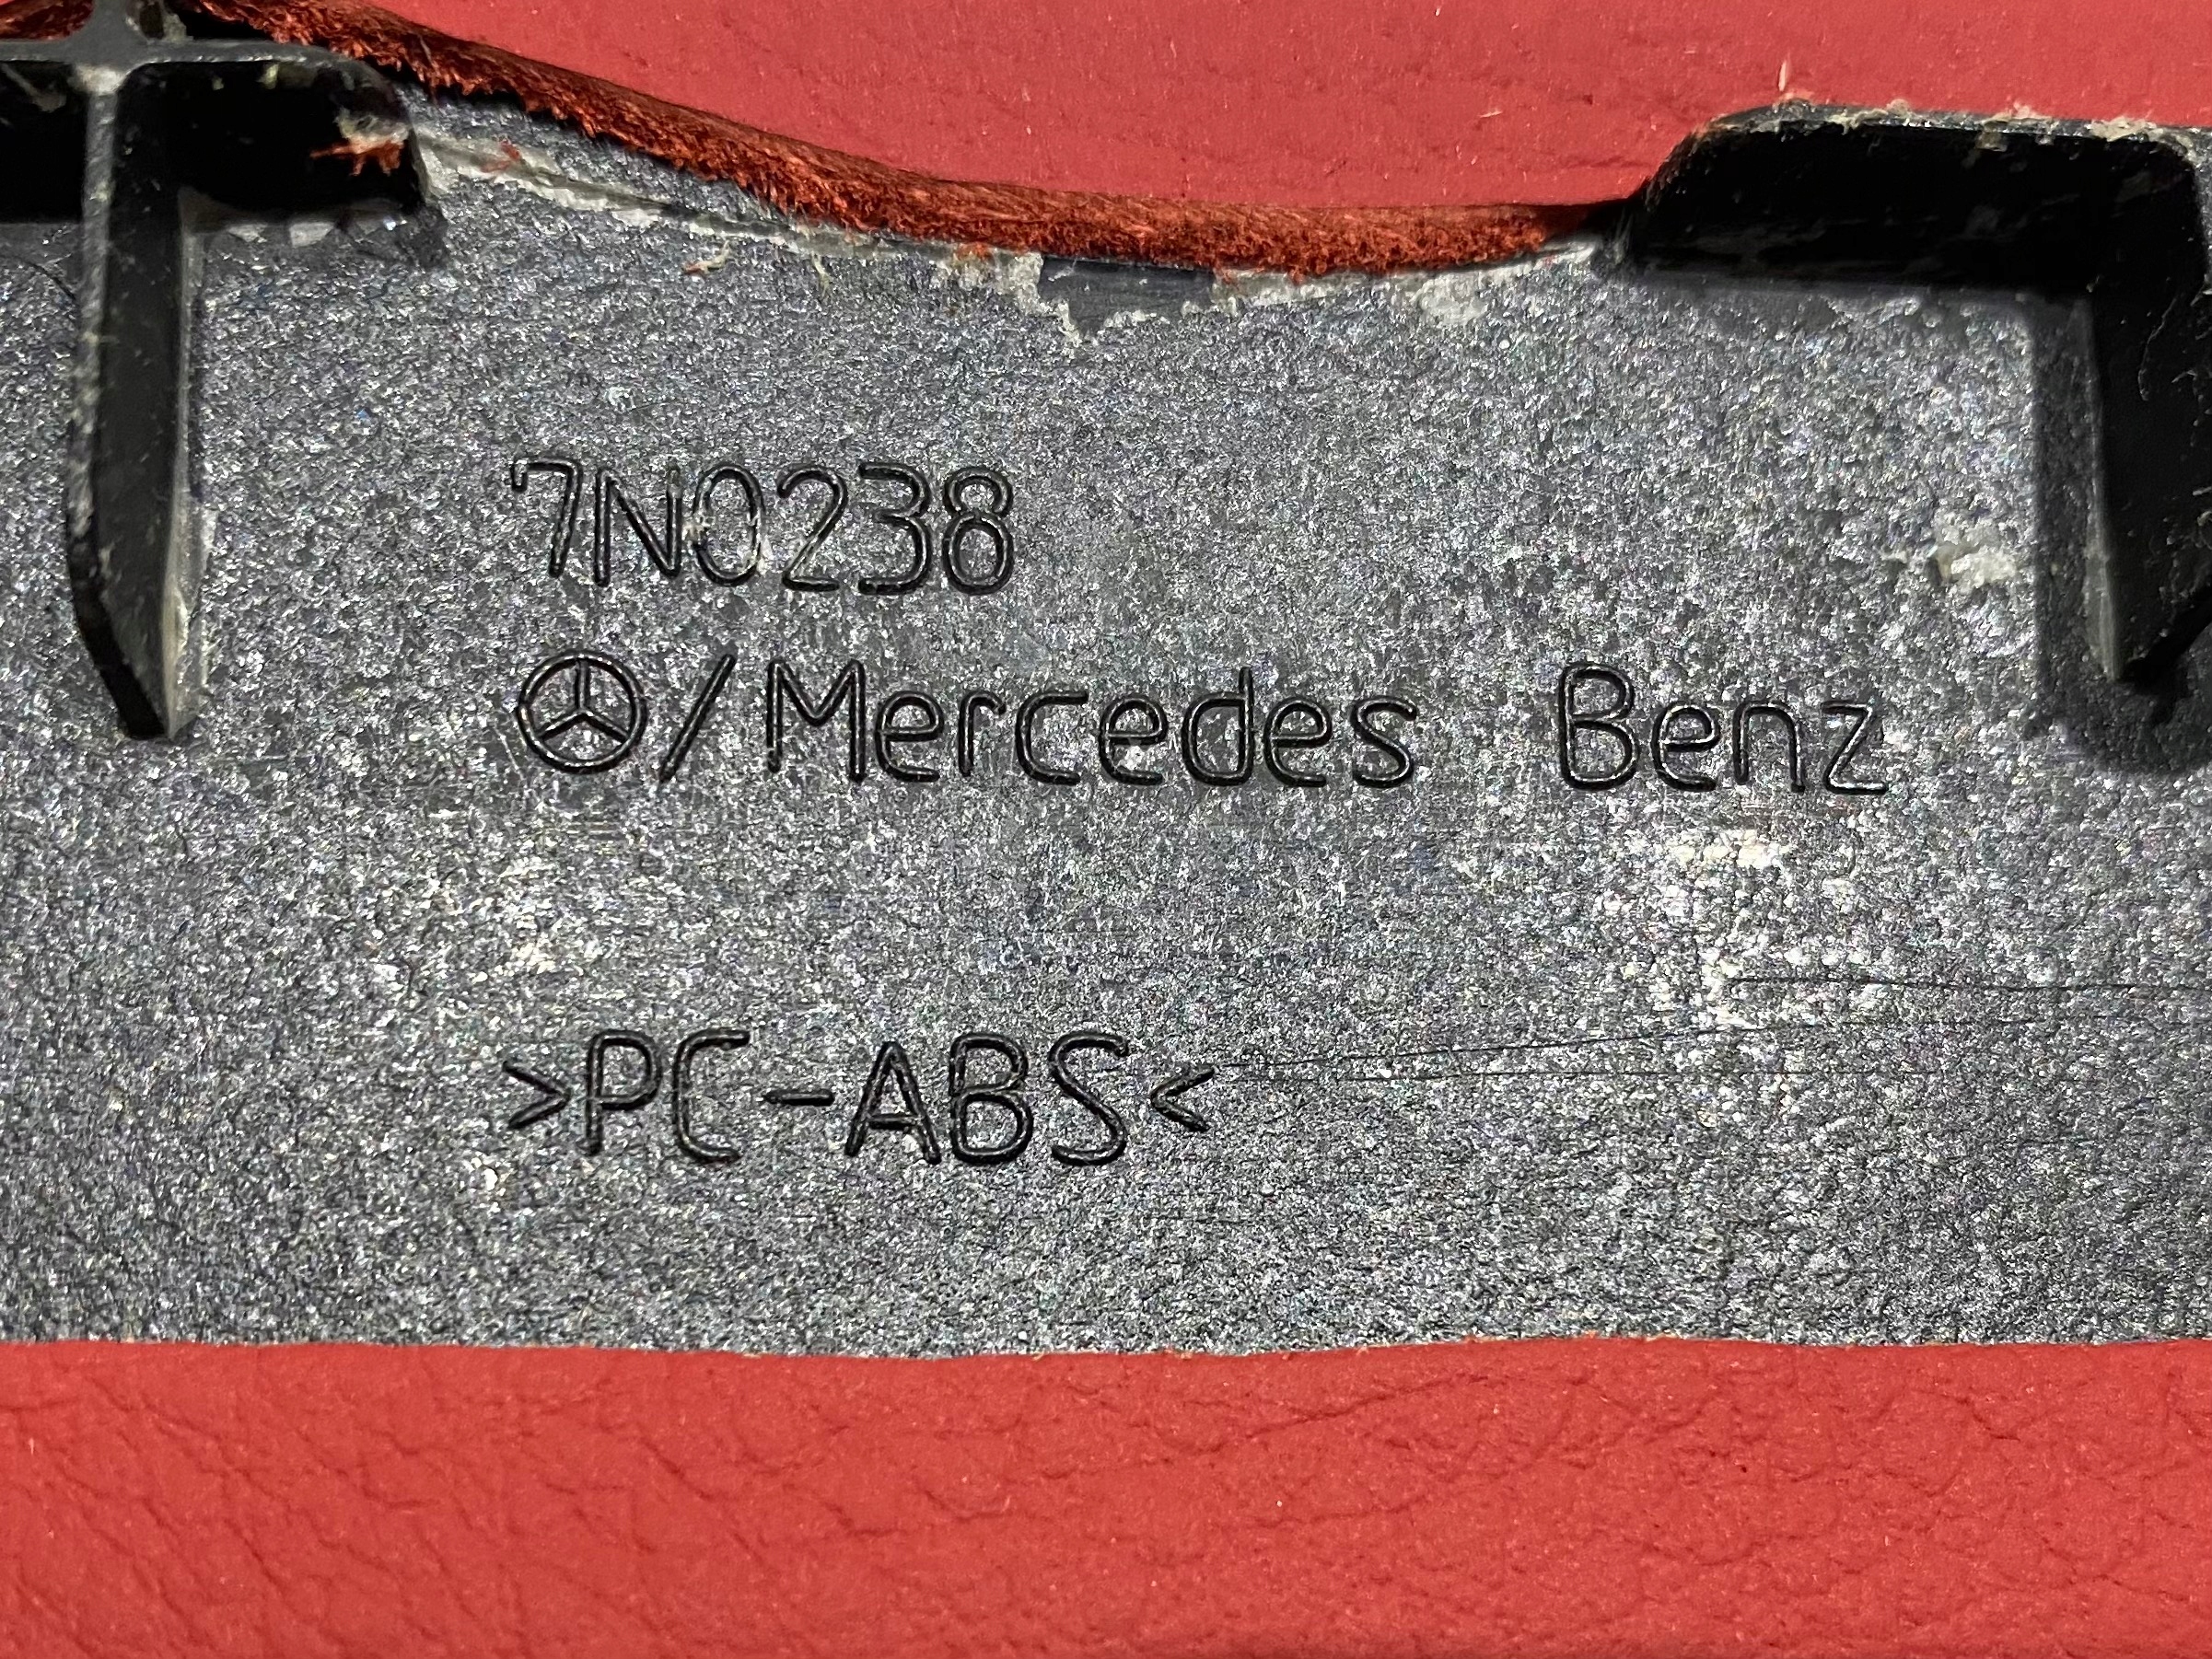 7N0238
/Mercedes Benz
>PC-ABS<